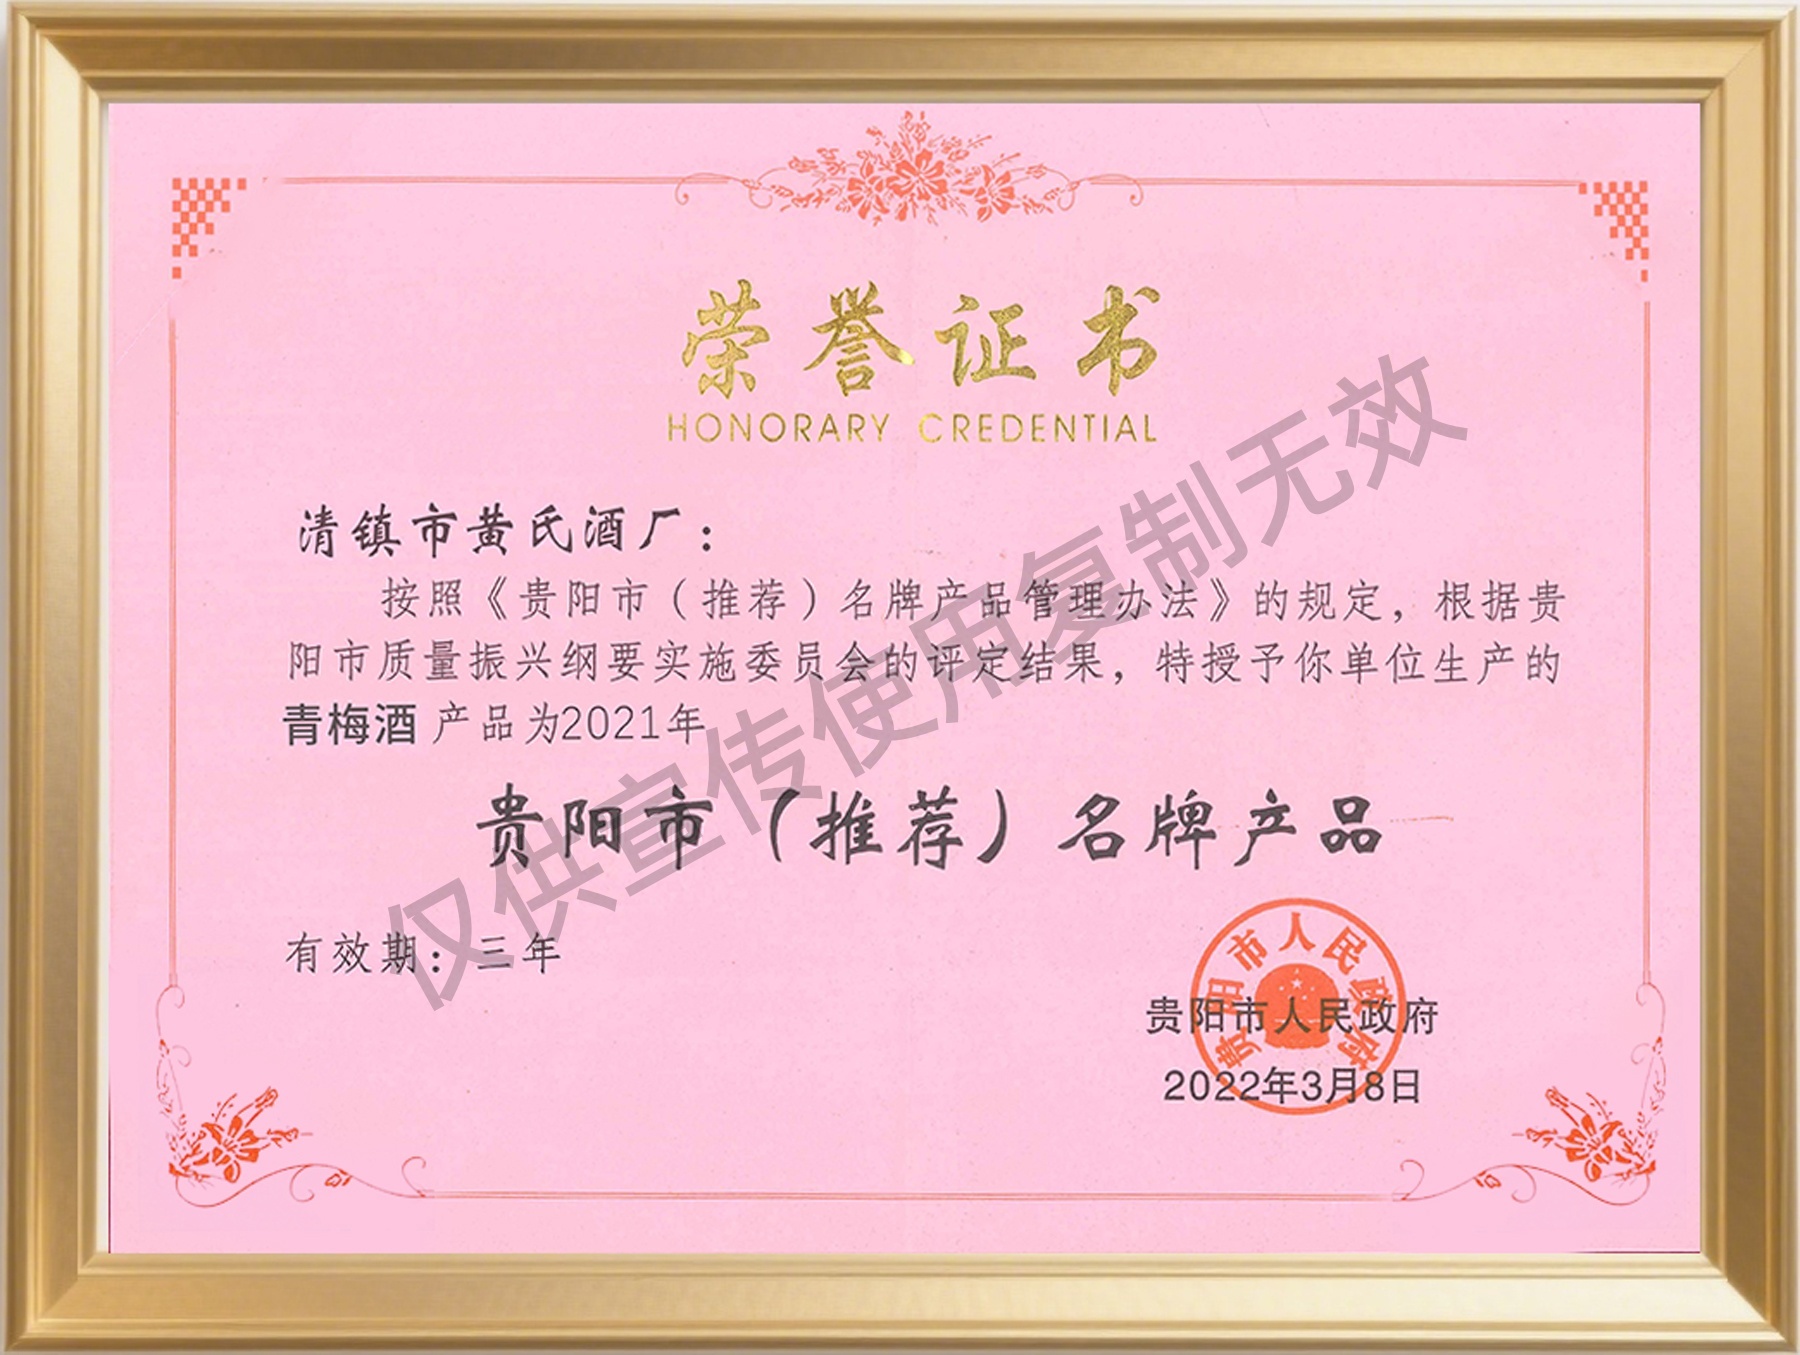 荣誉证书
HONORARY CREDENTIAL
清镇市黄氏酒厂：
按照《贵阳市（推荐）名牌产品管理办法》的规定，根据贵
阳市质量振兴纲要实施委员会的评定结果，特授予你单位生产的
青梅酒 产品为2021年
贵阳市（推荐）名牌产品
有效期：三年
贵阳市人民政府
贵阳市人民政府
2022年3月8日
仅供宣传使用复制无效